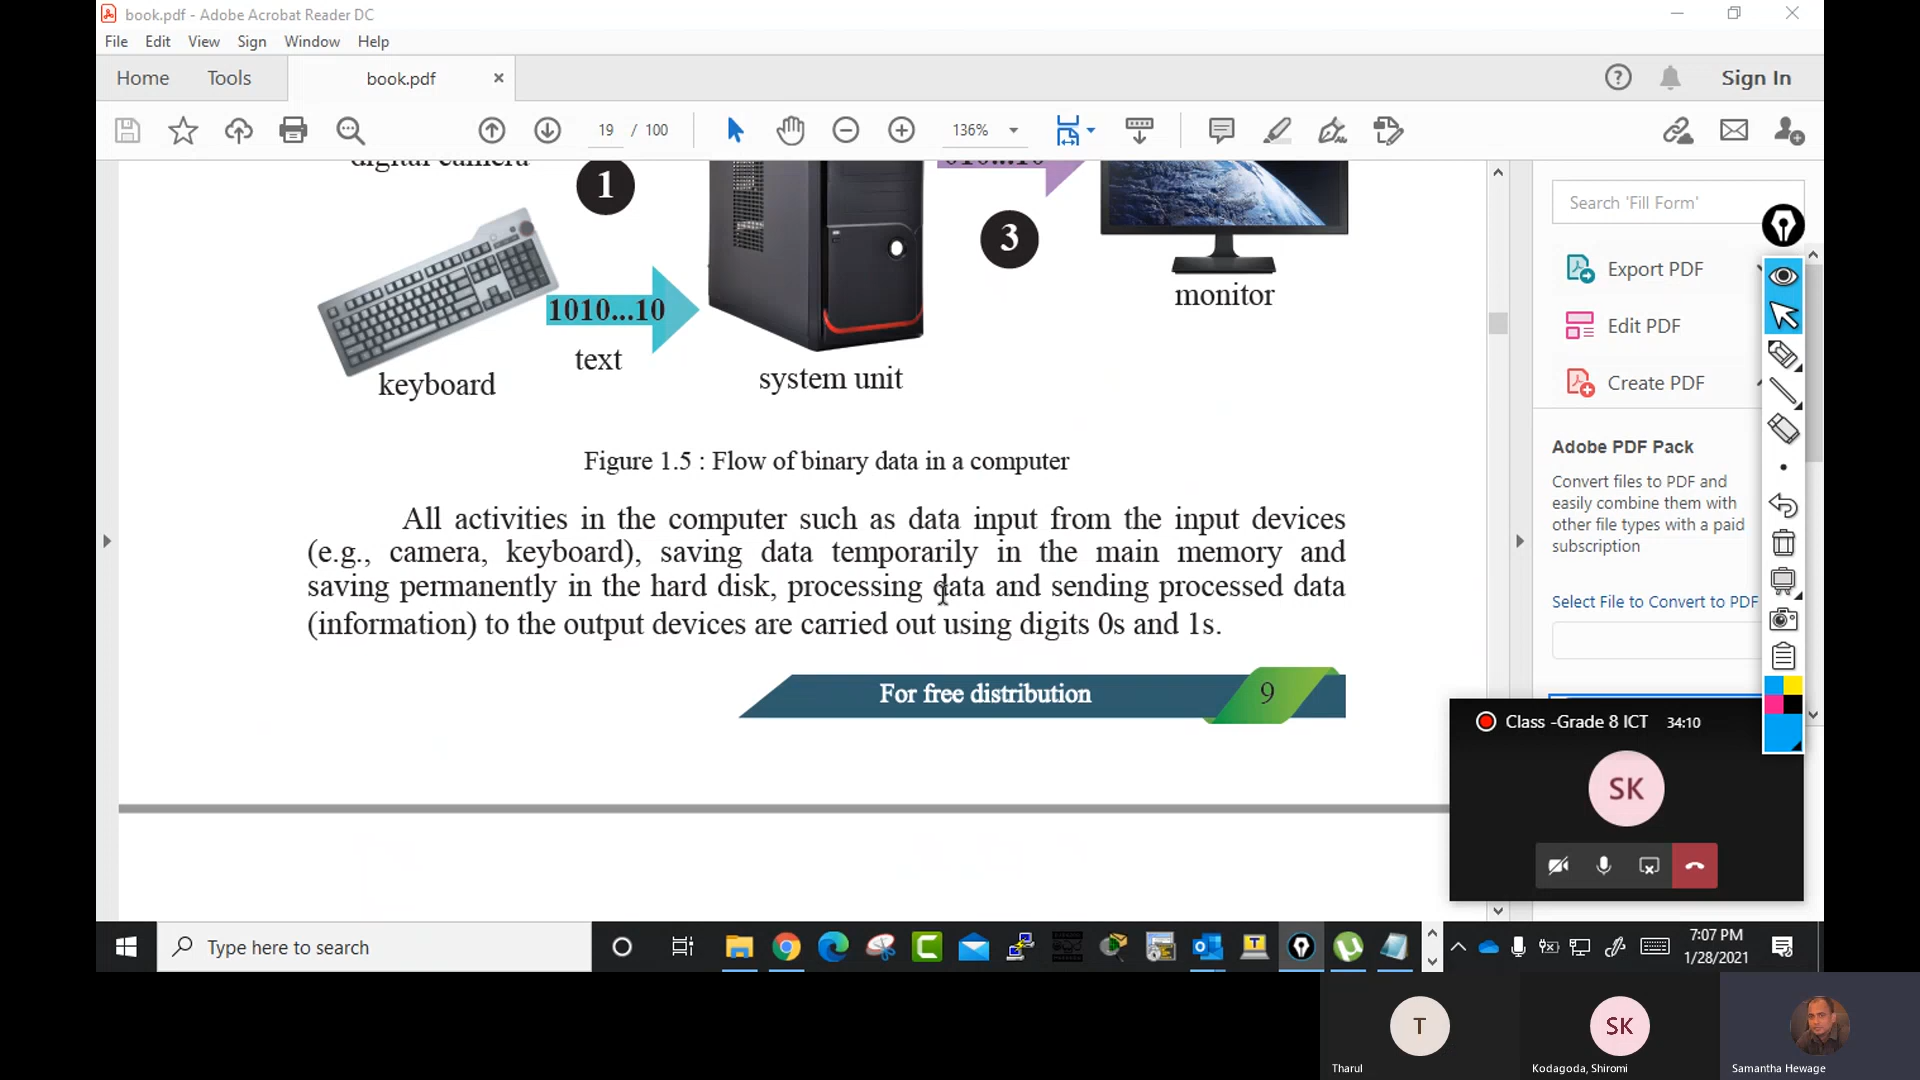 book.pdf - Adobe Acrobat Reader DC
File Edit View Sign Window Help
Home Tools book.pdf Sign In
19 / 100 136%
digital camera
010...10
1
3
1010...10
text
keyboard
system unit
monitor
Figure 1.5 : Flow of binary data in a computer
All activities in the computer such as data input from the input devices
(e.g., camera, keyboard), saving data temporarily in the main memory and
saving permanently in the hard disk, processing data and sending processed data
(information) to the output devices are carried out using digits 0s and 1s.
For free distribution 9
Search 'Fill Form'
Export PDF
Edit PDF
Create PDF
Adobe PDF Pack
Convert files to PDF and
easily combine them with
other file types with a paid
subscription
Select File to Convert to PDF
Class -Grade 8 ICT 34:10
SK
Type here to search
7:07 PM
1/28/2021
T
SK
Tharul
Kodagoda, Shiromi
Samantha Hewage